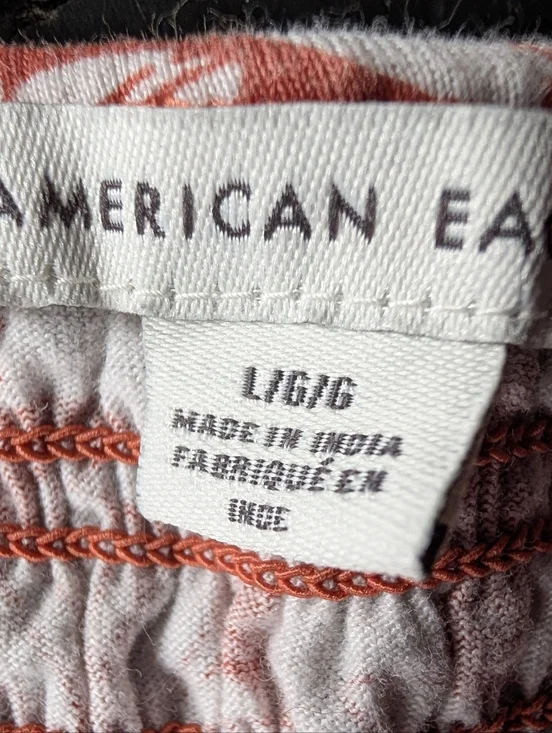 AMERICAN EA
L/G/G
MADE IN INDIA
FABRIQUÉ EN
INDE